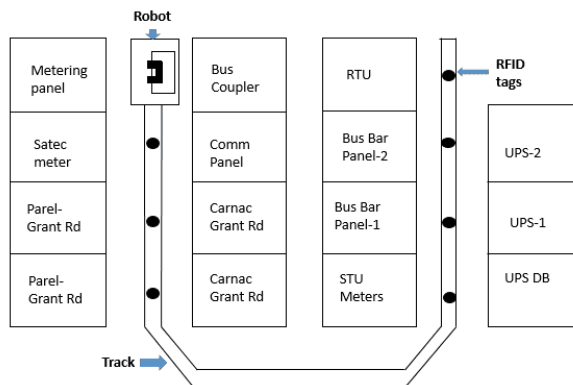 Robot
Metering
panel
Bus
Coupler
RTU
RFID
tags
Satec
meter
Comm
Panel
Bus Bar
Panel-2
UPS-2
Parel-
Grant Rd
Carnac
Grant Rd
Bus Bar
Panel-1
UPS-1
Parel-
Grant Rd
Carnac
Grant Rd
STU
Meters
UPS DB
Track